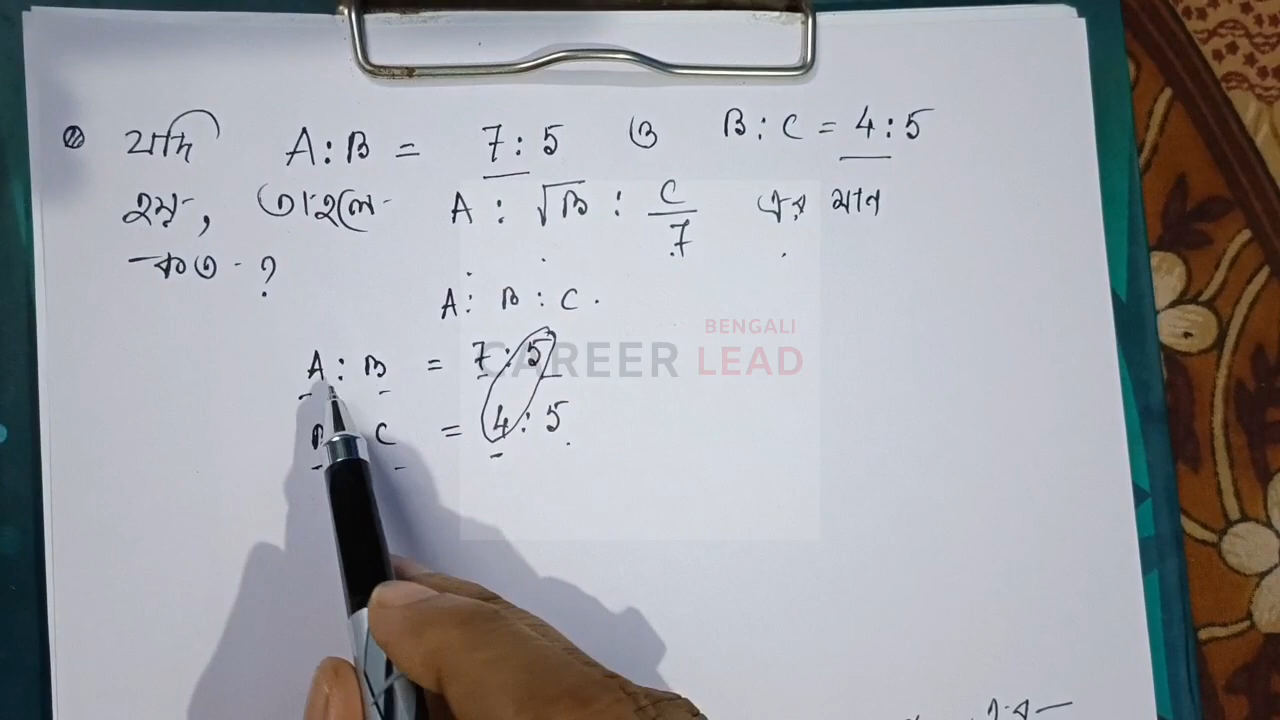 যদি A : B = 7 : 5 ও B : C = 4 : 5
হয়, তাহলে A : √B : C/7 এর মান
কত ?
A : B : C .
A : B = 7 : 5
C = 4 : 5
BENGALI
CAREER LEAD